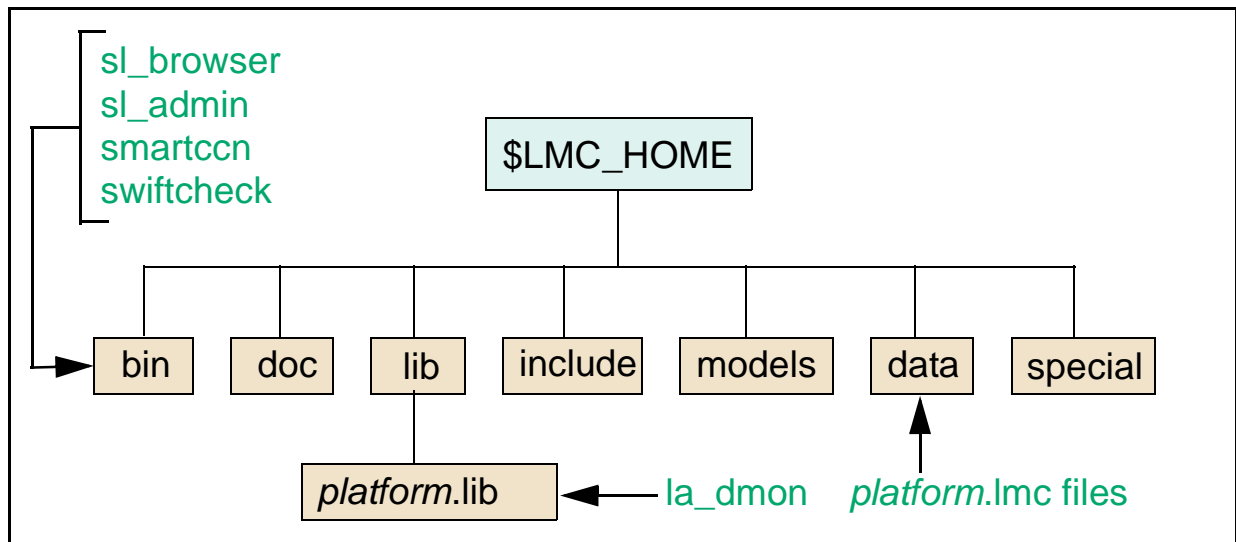 sl_browser
sl_admin
smartccn
swiftcheck
$LMC_HOME
bin
doc
lib
include
models
data
special
platform.lib
la_dmon
platform.lmc files